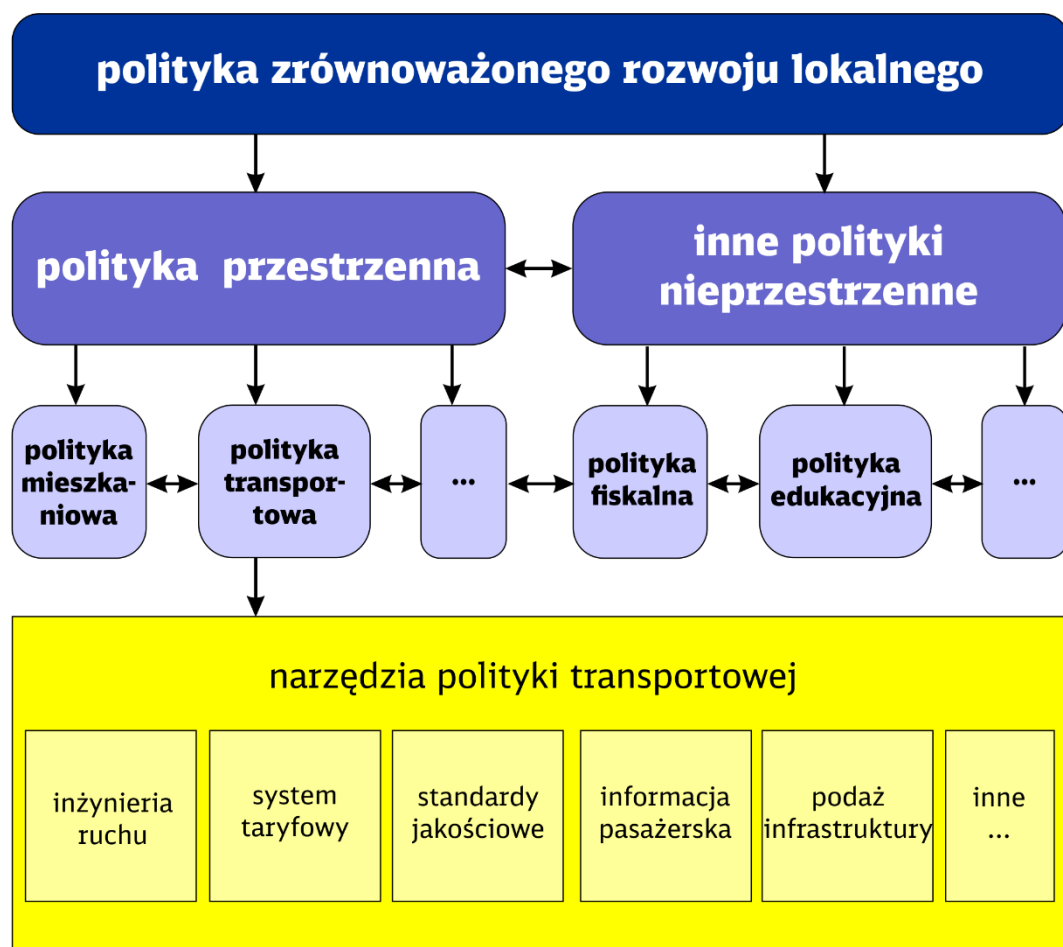 polityka zrównoważonego rozwoju lokalnego
polityka przestrzenna
inne polityki
nieprzestrzenne
polityka
mieszka-
niowa
polityka
transpor-
towa
...
polityka
fiskalna
polityka
edukacyjna
...
narzędzia polityki transportowej
inżynieria
ruchu
system
taryfowy
standardy
jakościowe
informacja
pasażerska
podaż
infrastruktury
inne
...